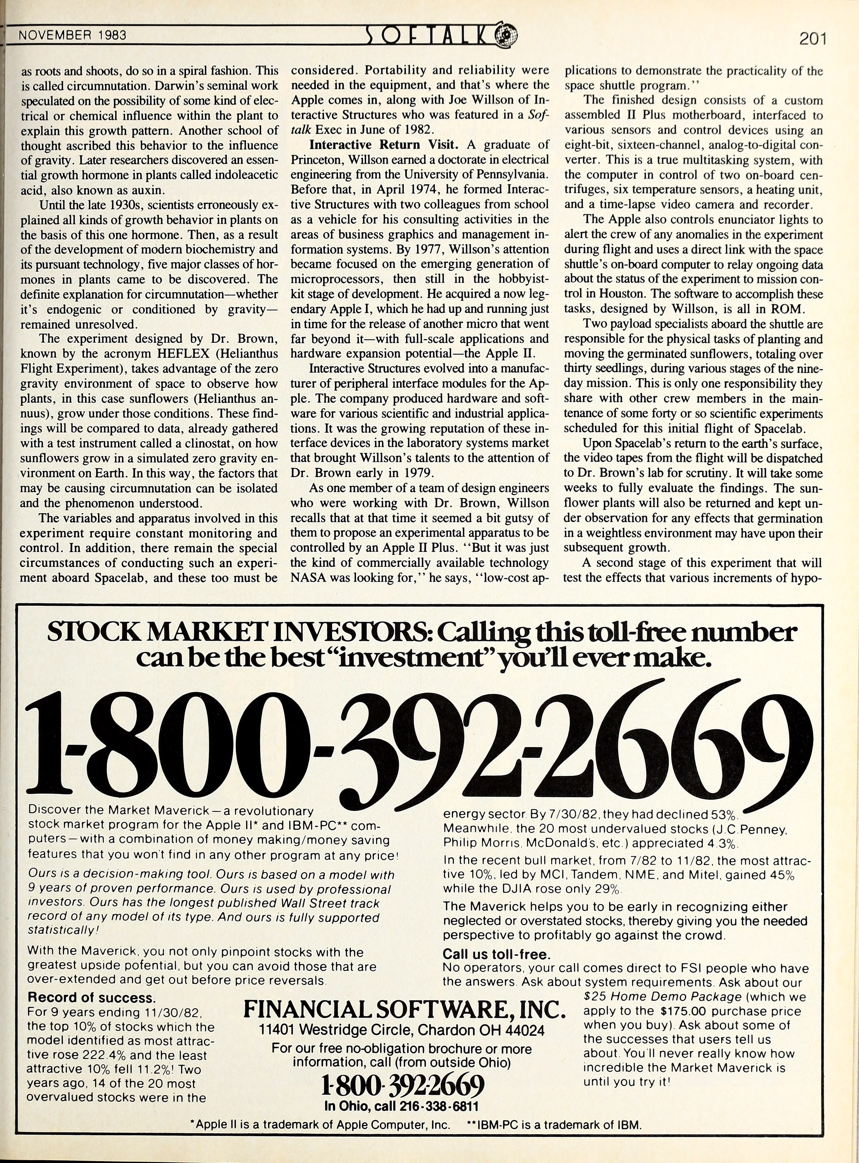 NOVEMBER 1983
SOFTALK
201
as roots and shoots, do so in a spiral fashion. This
is called circumnutation. Darwin's seminal work
speculated on the possibility of some kind of elec-
trical or chemical influence within the plant to
explain this growth pattern. Another school of
thought ascribed this behavior to the influence
of gravity. Later researchers discovered an essen-
tial growth hormone in plants called indoleacetic
acid, also known as auxin.
Until the late 1930s, scientists erroneously ex-
plained all kinds of growth behavior in plants on
the basis of this one hormone. Then, as a result
of the development of modern biochemistry and
its pursuant technology, five major classes of hor-
mones in plants came to be discovered. The
definite explanation for circumnutation—whether
it's endogenic or conditioned by gravity—
remained unresolved.
The experiment designed by Dr. Brown,
known by the acronym HEFLEX (Helianthus
Flight Experiment), takes advantage of the zero
gravity environment of space to observe how
plants, in this case sunflowers (Helianthus an-
nuus), grow under those conditions. These find-
ings will be compared to data, already gathered
with a test instrument called a clinostat, on how
sunflowers grow in a simulated zero gravity en-
vironment on Earth. In this way, the factors that
may be causing circumnutation can be isolated
and the phenomenon understood.
The variables and apparatus involved in this
experiment require constant monitoring and
control. In addition, there remain the special
circumstances of conducting such an experi-
ment aboard Spacelab, and these too must be
considered. Portability and reliability were
needed in the equipment, and that's where the
Apple comes in, along with Joe Willson of In-
teractive Structures who was featured in a Sof-
talk Exec in June of 1982.
Interactive Return Visit. A graduate of
Princeton, Willson earned a doctorate in electrical
engineering from the University of Pennsylvania.
Before that, in April 1974, he formed Interac-
tive Structures with two colleagues from school
as a vehicle for his consulting activities in the
areas of business graphics and management in-
formation systems. By 1977, Willson's attention
became focused on the emerging generation of
microprocessors, then still in the hobbyist-
kit stage of development. He acquired a now leg-
endary Apple I, which he had up and running just
in time for the release of another micro that went
far beyond it—with full-scale applications and
hardware expansion potential—the Apple II.
Interactive Structures evolved into a manufac-
turer of peripheral interface modules for the Ap-
ple. The company produced hardware and soft-
ware for various scientific and industrial applica-
tions. It was the growing reputation of these in-
terface devices in the laboratory systems market
that brought Willson's talents to the attention of
Dr. Brown early in 1979.
As one member of a team of design engineers
who were working with Dr. Brown, Willson
recalls that at that time it seemed a bit gutsy of
them to propose an experimental apparatus to be
controlled by an Apple II Plus. "But it was just
the kind of commercially available technology
NASA was looking for," he says, "low-cost ap-
plications to demonstrate the practicality of the
space shuttle program."
The finished design consists of a custom
assembled II Plus motherboard, interfaced to
various sensors and control devices using an
eight-bit, sixteen-channel, analog-to-digital con-
verter. This is a true multitasking system, with
the computer in control of two on-board cen-
trifuges, six temperature sensors, a heating unit,
and a time-lapse video camera and recorder.
The Apple also controls enunciator lights to
alert the crew of any anomalies in the experiment
during flight and uses a direct link with the space
shuttle's on-board computer to relay ongoing data
about the status of the experiment to mission con-
trol in Houston. The software to accomplish these
tasks, designed by Willson, is all in ROM.
Two payload specialists aboard the shuttle are
responsible for the physical tasks of planting and
moving the germinated sunflowers, totaling over
thirty seedlings, during various stages of the nine-
day mission. This is only one responsibility they
share with other crew members in the main-
tenance of some forty or so scientific experiments
scheduled for this initial flight of Spacelab.
Upon Spacelab's return to the earth's surface,
the video tapes from the flight will be dispatched
to Dr. Brown's lab for scrutiny. It will take some
weeks to fully evaluate the findings. The sun-
flower plants will also be returned and kept un-
der observation for any effects that germination
in a weightless environment may have upon their
subsequent growth.
A second stage of this experiment that will
test the effects that various increments of hypo-
STOCK MARKET INVESTORS: Calling this toll-free number
can be the best "investment" you'll ever make.
1-800-392-2669
Discover the Market Maverick—a revolutionary
stock market program for the Apple II* and IBM-PC** com-
puters—with a combination of money making/money saving
features that you won't find in any other program at any price!
Ours is a decision-making tool. Ours is based on a model with
9 years of proven performance. Ours is used by professional
investors. Ours has the longest published Wall Street track
record of any model of its type. And ours is fully supported
statistically!
With the Maverick, you not only pinpoint stocks with the
greatest upside potential, but you can avoid those that are
over-extended and get out before price reversals.
Record of success.
For 9 years ending 11/30/82,
the top 10% of stocks which the
model identified as most attrac-
tive rose 222.4% and the least
attractive 10% fell 11.2%! Two
years ago, 14 of the 20 most
overvalued stocks were in the
energy sector. By 7/30/82, they had declined 53%.
Meanwhile, the 20 most undervalued stocks (J.C. Penney,
Philip Morris, McDonald's, etc.) appreciated 4.3%.
In the recent bull market, from 7/82 to 11/82, the most attrac-
tive 10%, led by MCI, Tandem, NME, and Mitel, gained 45%
while the DJIA rose only 29%.
The Maverick helps you to be early in recognizing either
neglected or overstated stocks, thereby giving you the needed
perspective to profitably go against the crowd.
Call us toll-free.
No operators, your call comes direct to FSI people who have
the answers. Ask about system requirements. Ask about our
$25 Home Demo Package (which we
apply to the $175.00 purchase price
when you buy). Ask about some of
the successes that users tell us
about. You'll never really know how
incredible the Market Maverick is
until you try it!
FINANCIAL SOFTWARE, INC.
11401 Westridge Circle, Chardon OH 44024
For our free no-obligation brochure or more
information, call (from outside Ohio)
1-800-392-2669
In Ohio, call 216-338-6811
*Apple II is a trademark of Apple Computer, Inc. **IBM-PC is a trademark of IBM.